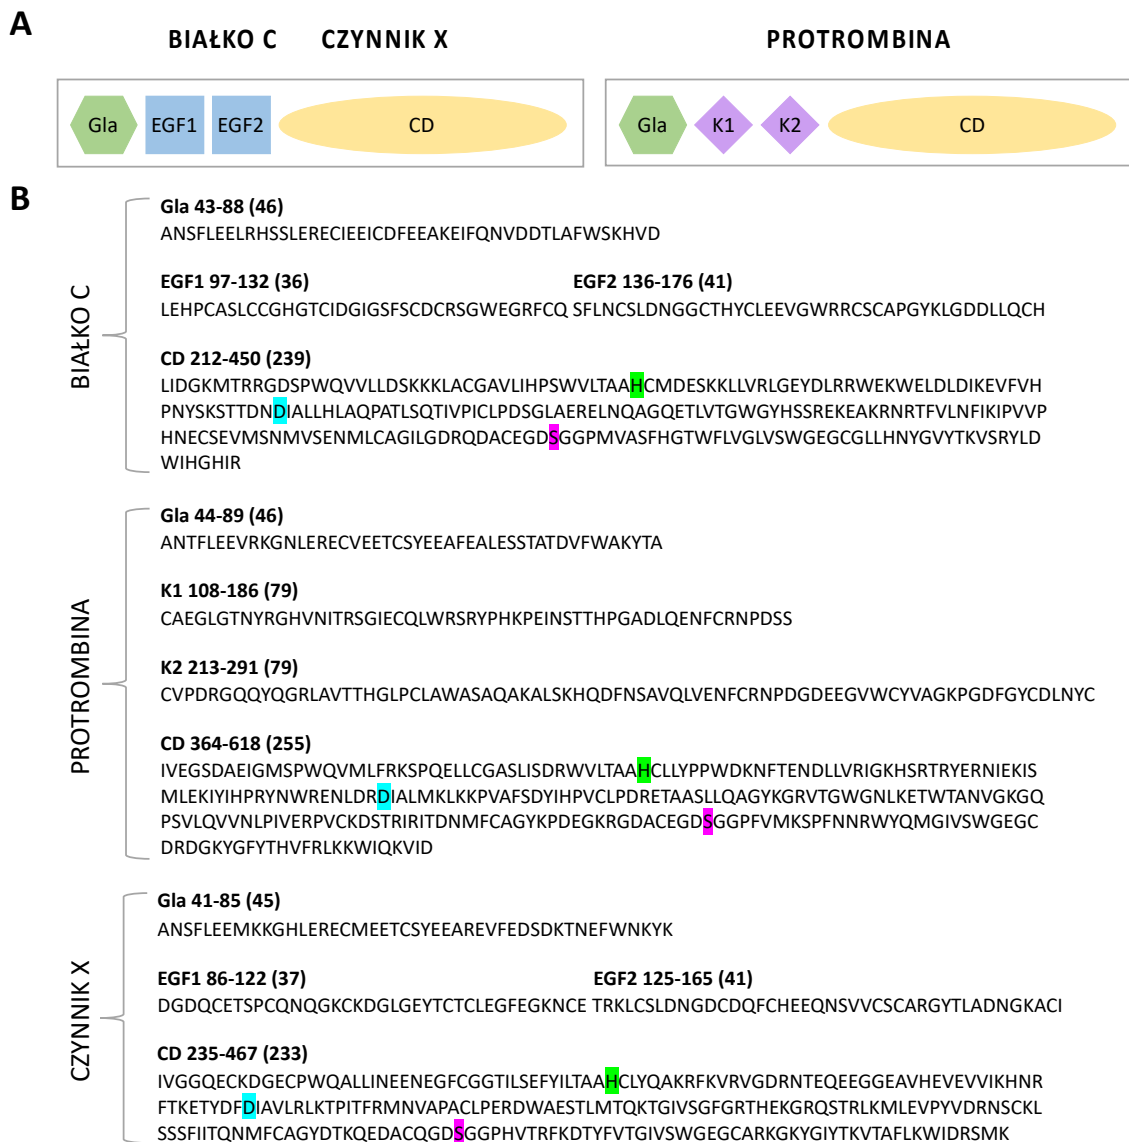 A
BIAŁKO C CZYNNIK X PROTROMBINA
Gla EGF1 EGF2 CD Gla K1 K2 CD
B
BIAŁKO C
Gla 43-88 (46)
ANSFLEELRHSSLERECIEEICDFEEAKEIFQNVDDTLAFWSKHVD
EGF1 97-132 (36) EGF2 136-176 (41)
LEHPCASLCCGHGTCIDGIGSFSCDCRSGWEGRFCQ SFLNCSLDNGGCTHYCLEEVGWRRCSCAPGYKLGDDLLQCH
CD 212-450 (239)
LIDGKMTRRGDSPWQVVLLDSKKKLACGAVLIHPSWVLTAAHCMDESKKLLVRLGEYDLRRWEKWELDLDIKEVFVH
PNYSKSTTDNDIALLHLAQPATLSQTIVPICLPDSGLAERELNQAGQETLVTGWGYHSSREKEAKRNRTFVLNFIKIPVVP
HNECSEVMSNMVSENMLCAGILGDRQDACEGDSGGPMVASFHGTWFLVGLVSWGEGCGLLHNYGVYTKVSRYLD
WIHGHIR
PROTROMBINA
Gla 44-89 (46)
ANTFLEEVRKGNLERECVEETCSYEEAFEALESSTATDVFWAKYTA
K1 108-186 (79)
CAEGLGTNYRGHVNITRSGIECQLWRSRYPHKPEINSTTHPGADLQENFCRNPDSS
K2 213-291 (79)
CVPDRGQQYQGRLAVTTHGLPCLAWASAQAKALSKHQDFNSAVQLVENFCRNPDGDEEGVWCYVAGKPGDFGYCDLNYC
CD 364-618 (255)
IVEGSDAEIGMSPWQVMLFRKSPQELLCGASLISDRWVLTAAHCLLYPPWDKNFTENDLLVRIGKHSRTRYERNIEKIS
MLEKIYIHPRYNWRENLDRDIALMKLKKPVAFSDYIHPVCLPDRETAASLLQAGYKGRVTGWGNLKETWTANVGKGQ
PSVLQVVNLPIVERPVCKDSTRIRITDNMFCAGYKPDEGKRGDACEGDSGGPFVMKSPFNNRWYQMGIVSWGEGC
DRDGKYGFYTHVFRLKKWIQKVID
CZYNNIK X
Gla 41-85 (45)
ANSFLEEMKKGHLERECMEETCSYEEAREVFEDSDKTNEFWNKYK
EGF1 86-122 (37) EGF2 125-165 (41)
DGDQCETSPCQNQGKCKDGLGEYTCTCLEGFEGKNCE TRKLCSLDNGDCDQFCHEEQNSVVCSCARGYTLADNGKACI
CD 235-467 (233)
IVGGQECKDGECPWQALLINEENEGFCGGTILSEFYILTAAHCLYQAKRFKVRVGDRNTEQEEGGEAVHEVEVVIKHNR
FTKETYDFDIAVLRLKTPITFRMNVAPACLPERDWAESTLMTQKTGIVSGFGRTHEKGRQSTRLKMLEVPYVDRNSCKL
SSSFIITQNMFCAGYDTKQEDACQGDSGGPHVTRFKDTYFVTGIVSWGEGCARKGKYGIYTKVTAFLKWIDRSMK